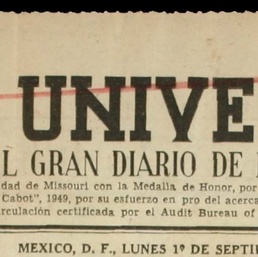 UNIVE
L GRAN DIARIO DE
dad de Missouri con la Medalla de Honor, por
Cabot", 1949, por su esfuerzo en pro del acerca
rculación certificada por el Audit Bureau of
MEXICO, D. F., LUNES 1º DE SEPTI